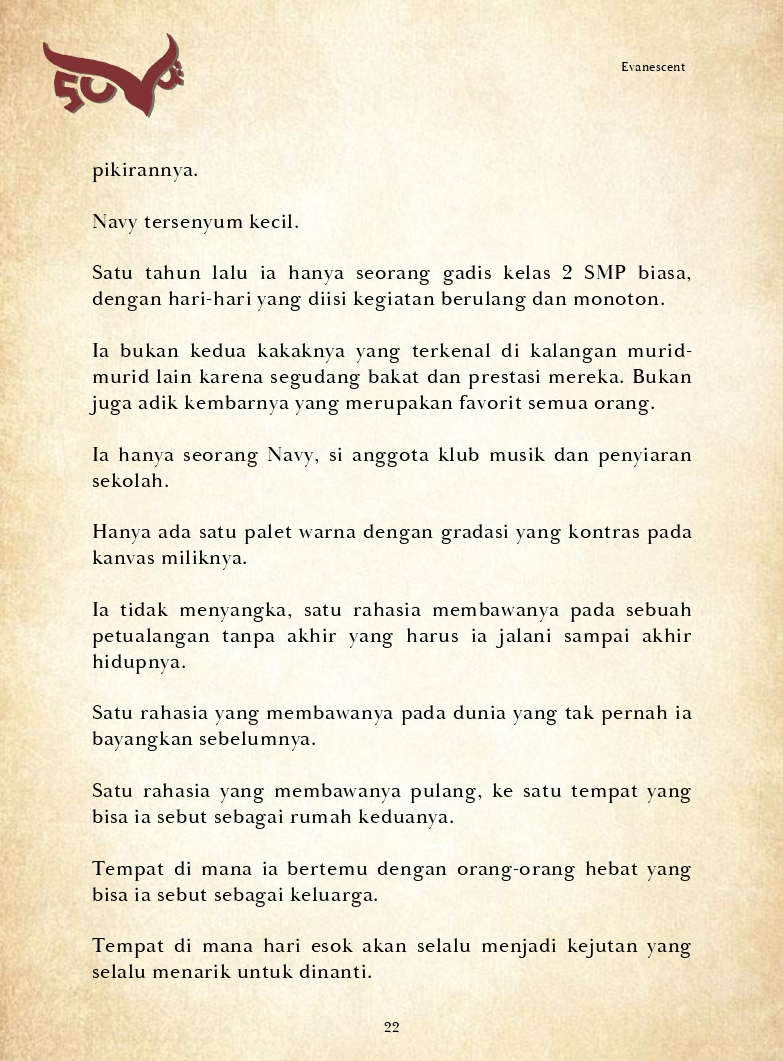 Evanescent
pikirannya.
Navy tersenyum kecil.
Satu tahun lalu ia hanya seorang gadis kelas 2 SMP biasa,
dengan hari-hari yang diisi kegiatan berulang dan monoton.
Ia bukan kedua kakaknya yang terkenal di kalangan murid-
murid lain karena segudang bakat dan prestasi mereka. Bukan
juga adik kembarnya yang merupakan favorit semua orang.
Ia hanya seorang Navy, si anggota klub musik dan penyiaran
sekolah.
Hanya ada satu palet warna dengan gradasi yang kontras pada
kanvas miliknya.
Ia tidak menyangka, satu rahasia membawanya pada sebuah
petualangan tanpa akhir yang harus ia jalani sampai akhir
hidupnya.
Satu rahasia yang membawanya pada dunia yang tak pernah ia
bayangkan sebelumnya.
Satu rahasia yang membawanya pulang, ke satu tempat yang
bisa ia sebut sebagai rumah keduanya.
Tempat di mana ia bertemu dengan orang-orang hebat yang
bisa ia sebut sebagai keluarga.
Tempat di mana hari esok akan selalu menjadi kejutan yang
selalu menarik untuk dinanti.
22